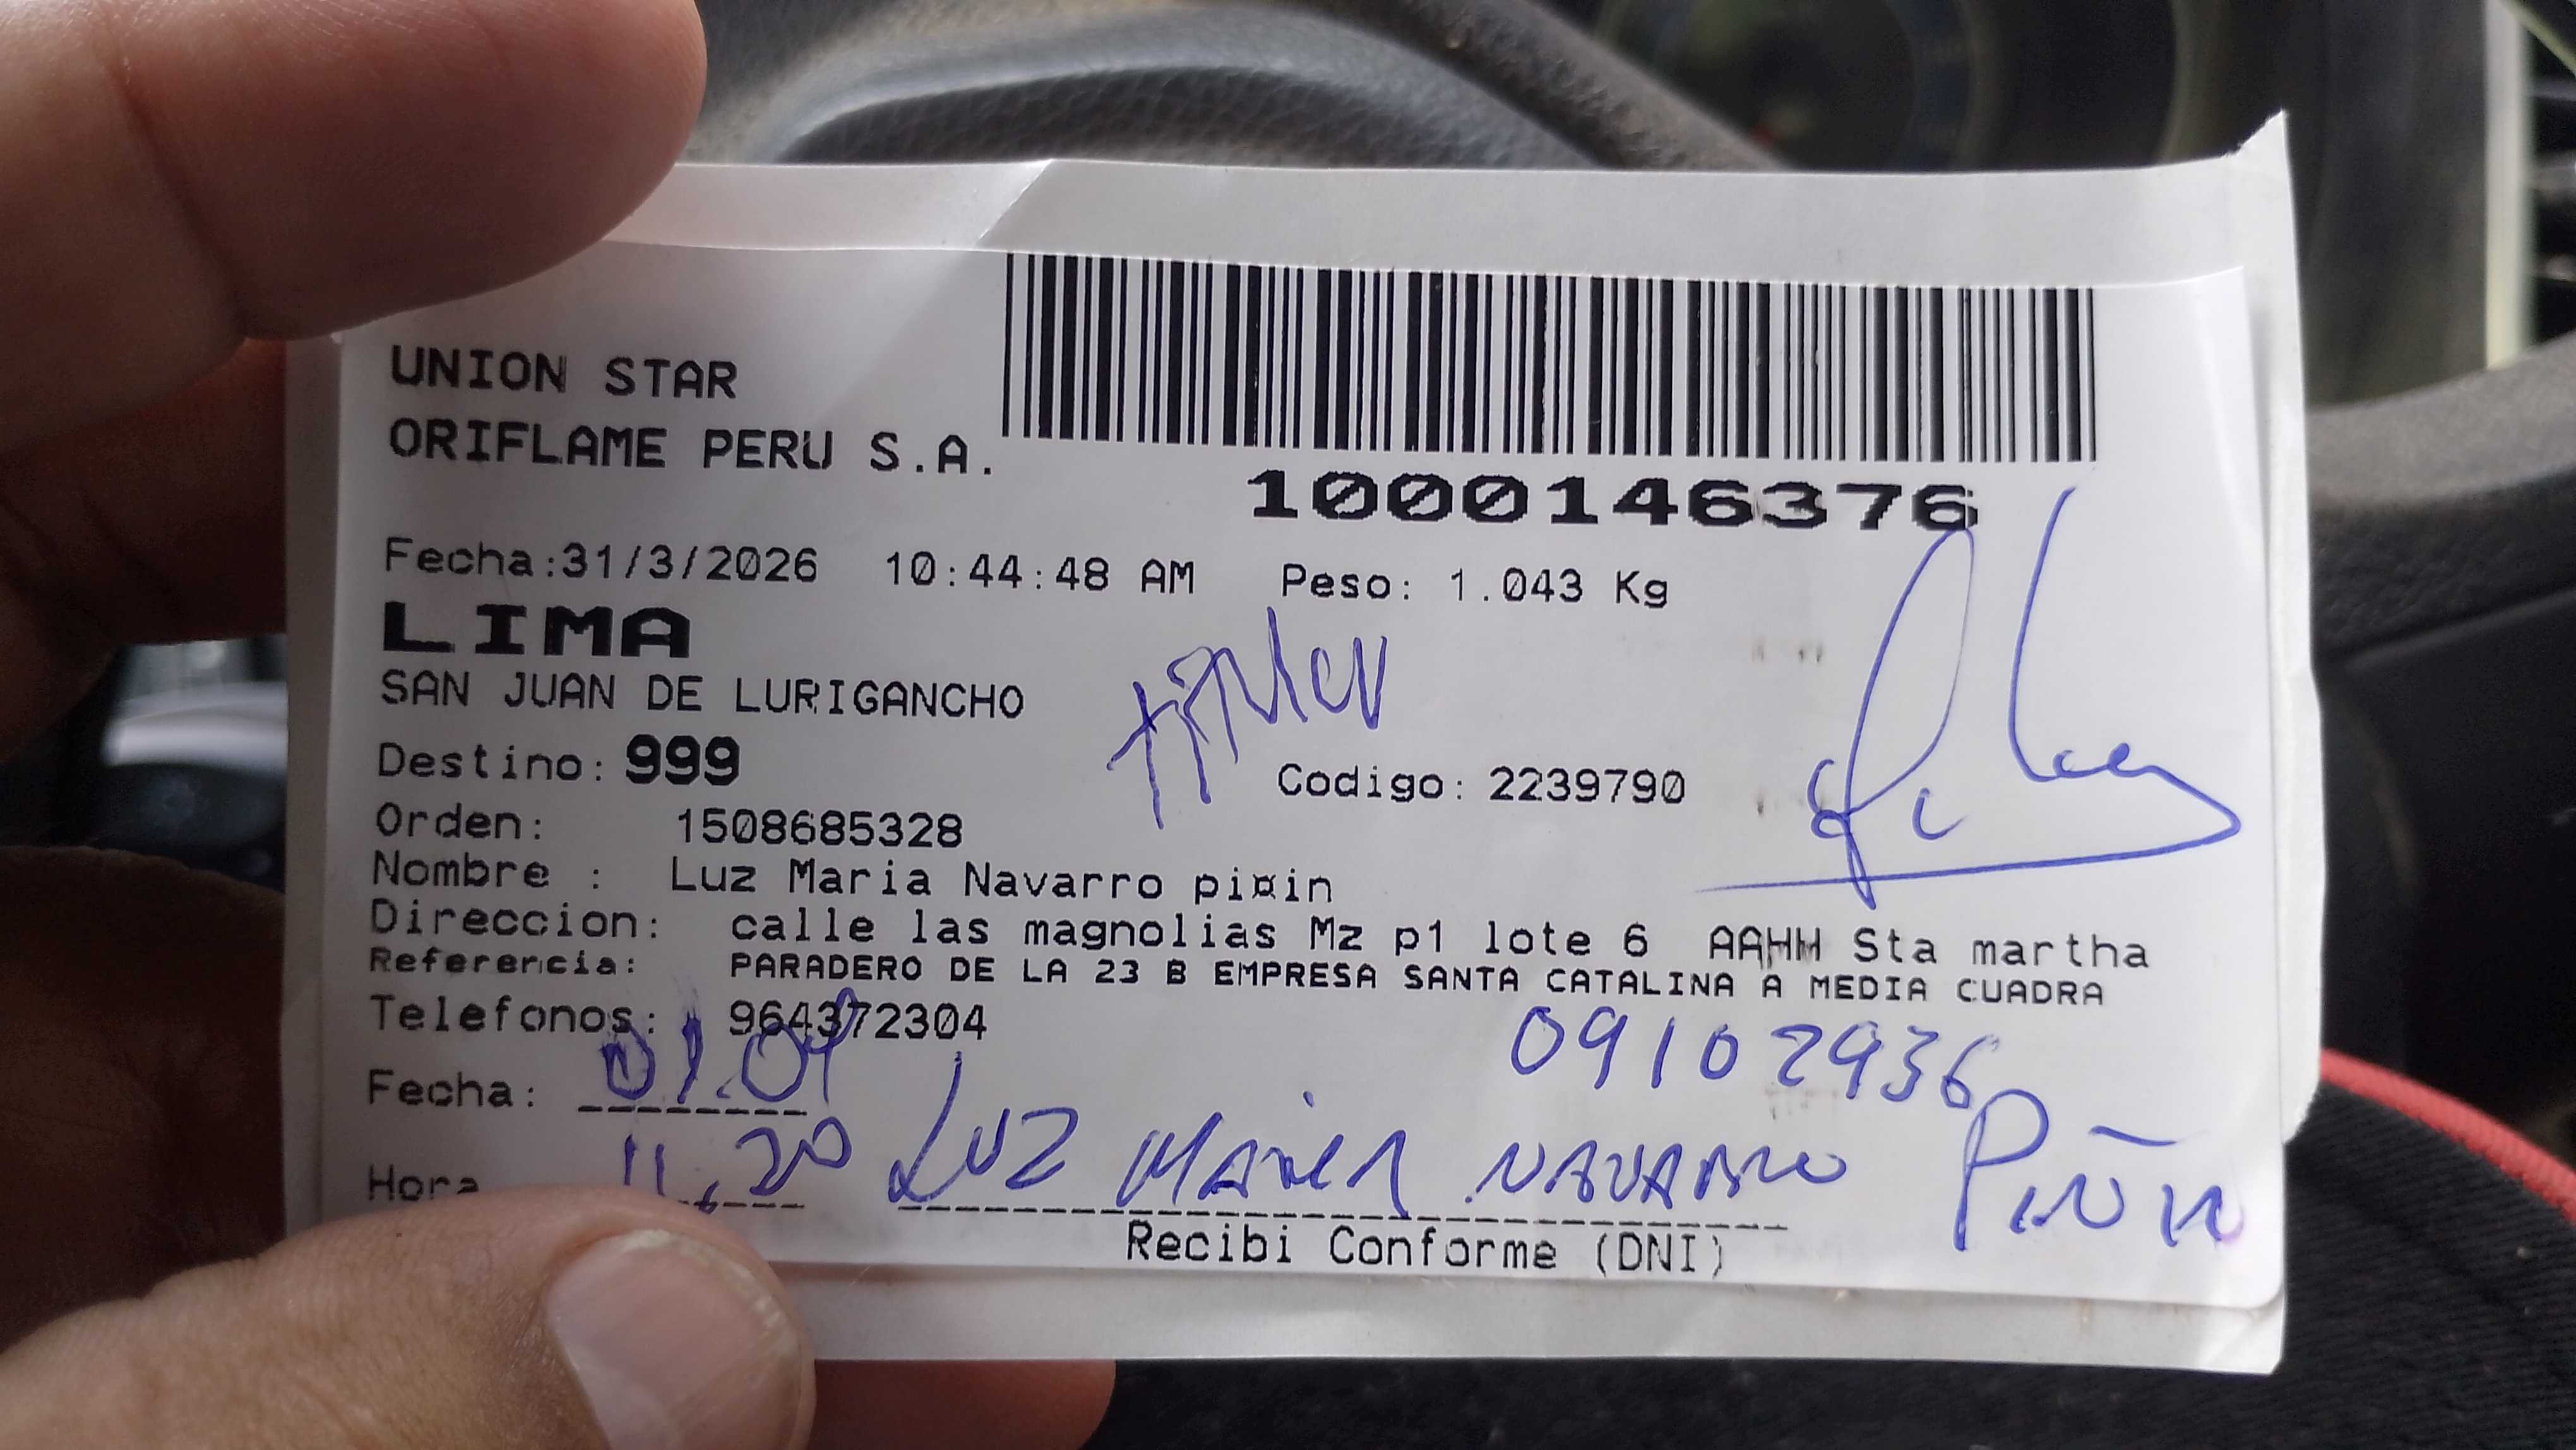 UNION STAR
ORIFLAME PERU S.A.
1000146376
Fecha:31/3/2026 10:44:48 AM Peso: 1.043 Kg
LIMA
SAN JUAN DE LURIGANCHO
Destino: 999
Codigo: 2239790
Orden: 1508685328
Nombre : Luz Maria Navarro pi¤in
Direccion: calle las magnolias Mz p1 lote 6 AAHH Sta martha
Referencia: PARADERO DE LA 23 B EMPRESA SANTA CATALINA A MEDIA CUADRA
Telefonos: 964372304
09102936
Fecha: 01.04
Hora 11.20 LUZ MARIA NAVARRO PIÑIN
Recibi Conforme (DNI)